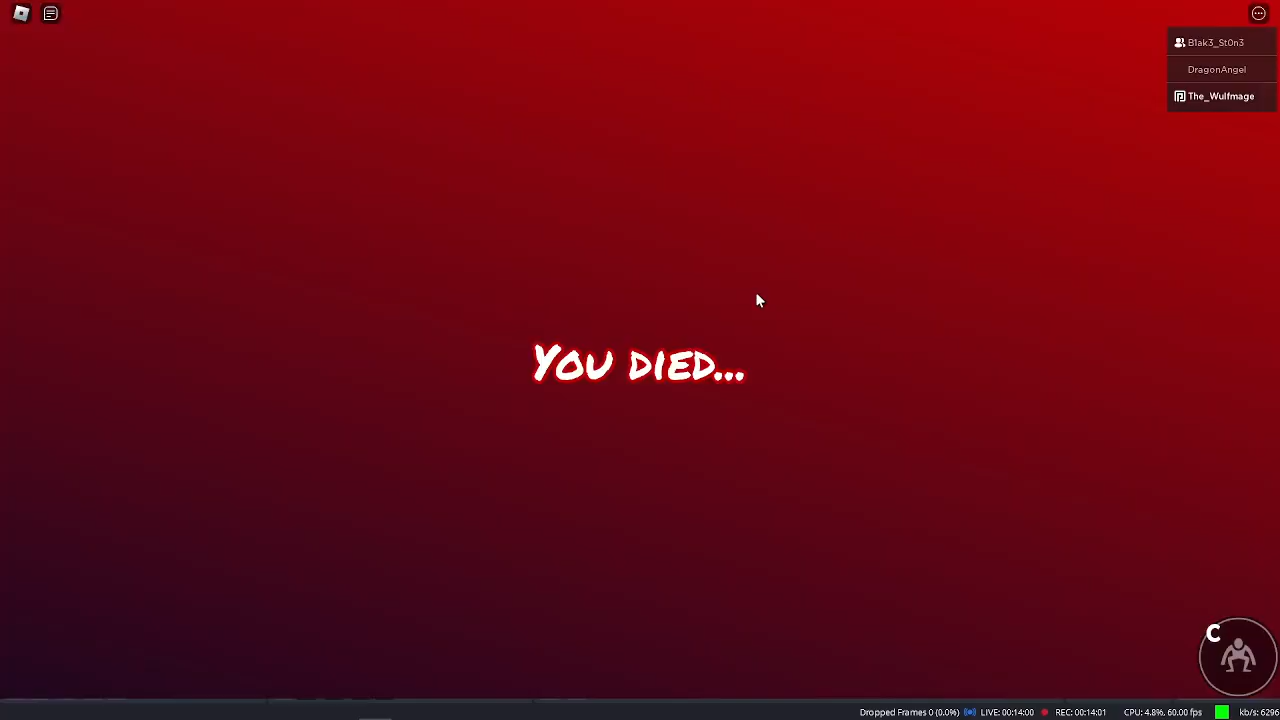 B1ak3_St0n3
DragonAngel
The_Wulfmage
You died...
C
Dropped Frames 0 (0.0%) LIVE: 00:14:00 REC: 00:14:01 CPU: 4.8%, 60.00 fps kb/s: 6296